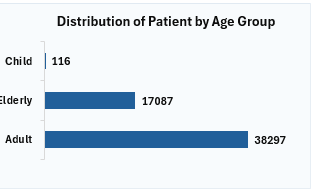 Distribution of Patient by Age Group
Child 116
Elderly 17087
Adult 38297